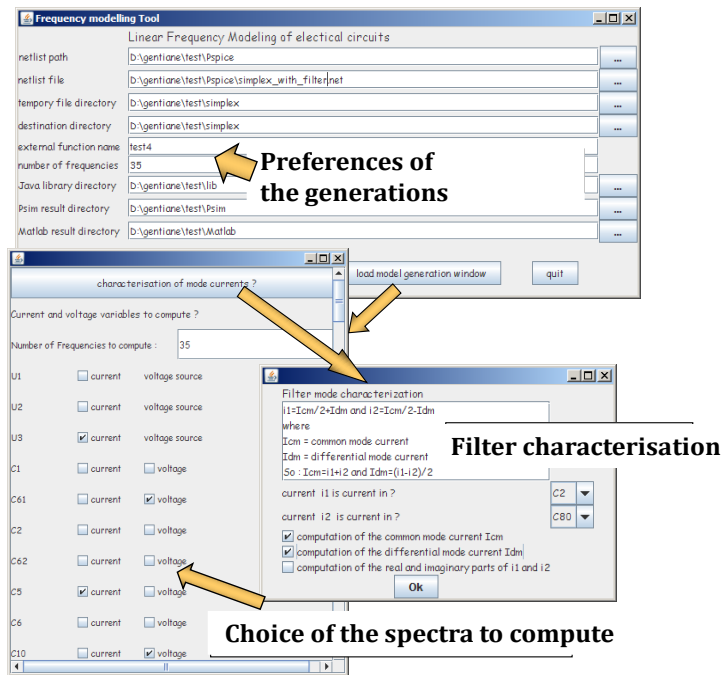 Frequency modelling Tool
Linear Frequency Modeling of electical circuits
netlist path D:\gentiane\test\Pspice ...
netlist file D:\gentiane\test\Pspice\simplex_with_filter.net ...
tempory file directory D:\gentiane\test\simplex ...
destination directory D:\gentiane\test\simplex ...
external function name test4
number of frequencies 35
Java library directory D:\gentiane\test\lib ...
Psim result directory D:\gentiane\test\Psim ...
Matlab result directory D:\gentiane\test\Matlab ...
Preferences of
the generations
load model generation window quit
characterisation of mode currents ?
Current and voltage variables to compute ?
Number of Frequencies to compute : 35
U1 current voltage source
U2 current voltage source
U3 current voltage source
C1 current voltage
C61 current voltage
C2 current voltage
C62 current voltage
C5 current voltage
C6 current voltage
C10 current voltage
Filter mode characterization
i1=Icm/2+Idm and i2=Icm/2-Idm
where
Icm = common mode current
Idm = differential mode current
So : Icm=i1+i2 and Idm=(i1-i2)/2
current i1 is current in ? C2
current i2 is current in ? C80
computation of the common mode current Icm
computation of the differential mode current Idm
computation of the real and imaginary parts of i1 and i2
Ok
Filter characterisation
Choice of the spectra to compute